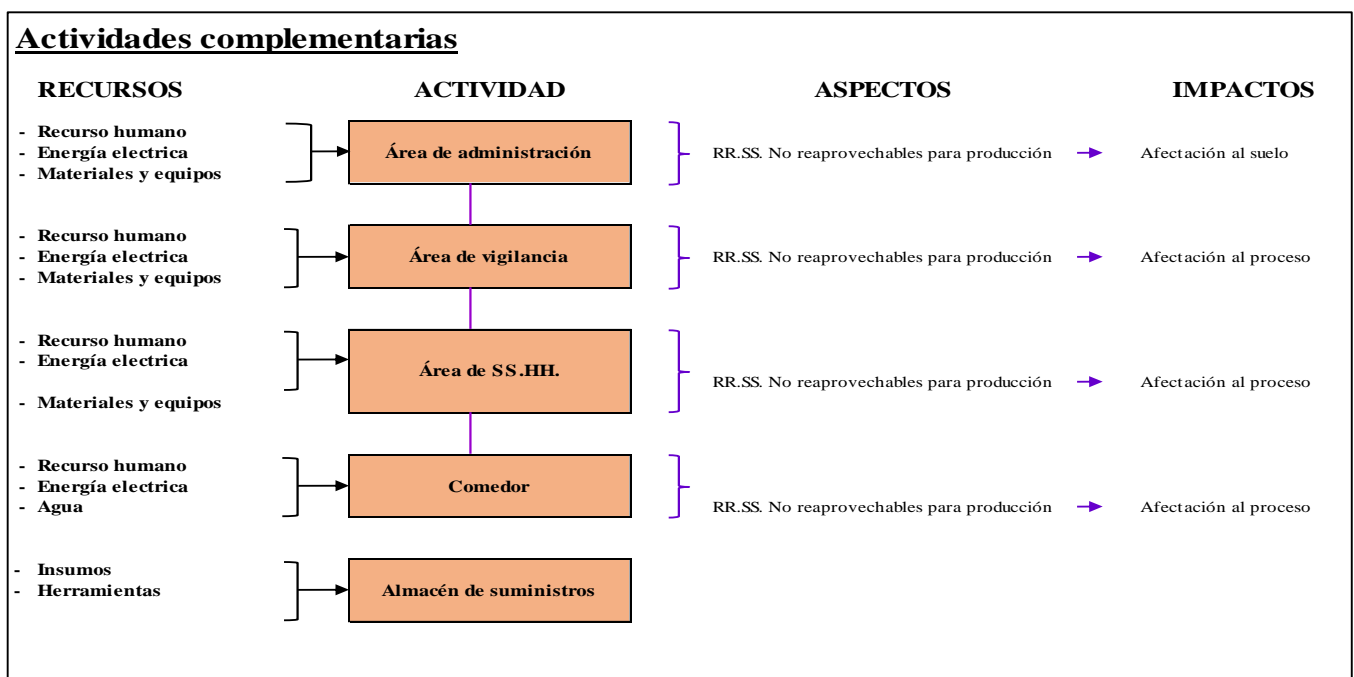 Actividades complementarias
RECURSOS ACTIVIDAD ASPECTOS IMPACTOS
- Recurso humano
- Energía electrica
- Materiales y equipos
Área de administración
RR.SS. No reaprovechables para producción
Afectación al suelo
- Recurso humano
- Energía electrica
- Materiales y equipos
Área de vigilancia
RR.SS. No reaprovechables para producción
Afectación al proceso
- Recurso humano
- Energía electrica
- Materiales y equipos
Área de SS.HH.
RR.SS. No reaprovechables para producción
Afectación al proceso
- Recurso humano
- Energía electrica
- Agua
Comedor
RR.SS. No reaprovechables para producción
Afectación al proceso
- Insumos
- Herramientas
Almacén de suministros